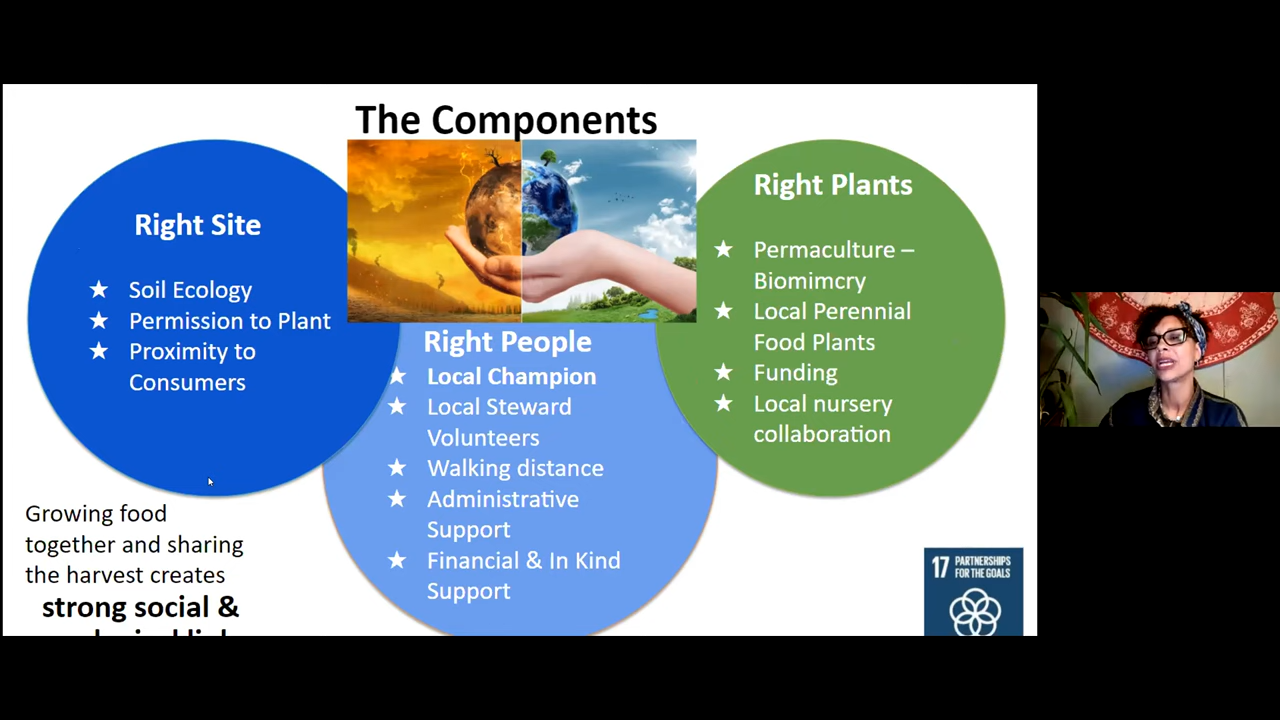 The Components
Right Site
★ Soil Ecology
★ Permission to Plant
★ Proximity to
Consumers
Right People
★ Local Champion
★ Local Steward
Volunteers
★ Walking distance
★ Administrative
Support
★ Financial & In Kind
Support
Right Plants
★ Permaculture –
Biomimcry
★ Local Perennial
Food Plants
★ Funding
★ Local nursery
collaboration
Growing food
together and sharing
the harvest creates
strong social &
17 PARTNERSHIPS
FOR THE GOALS